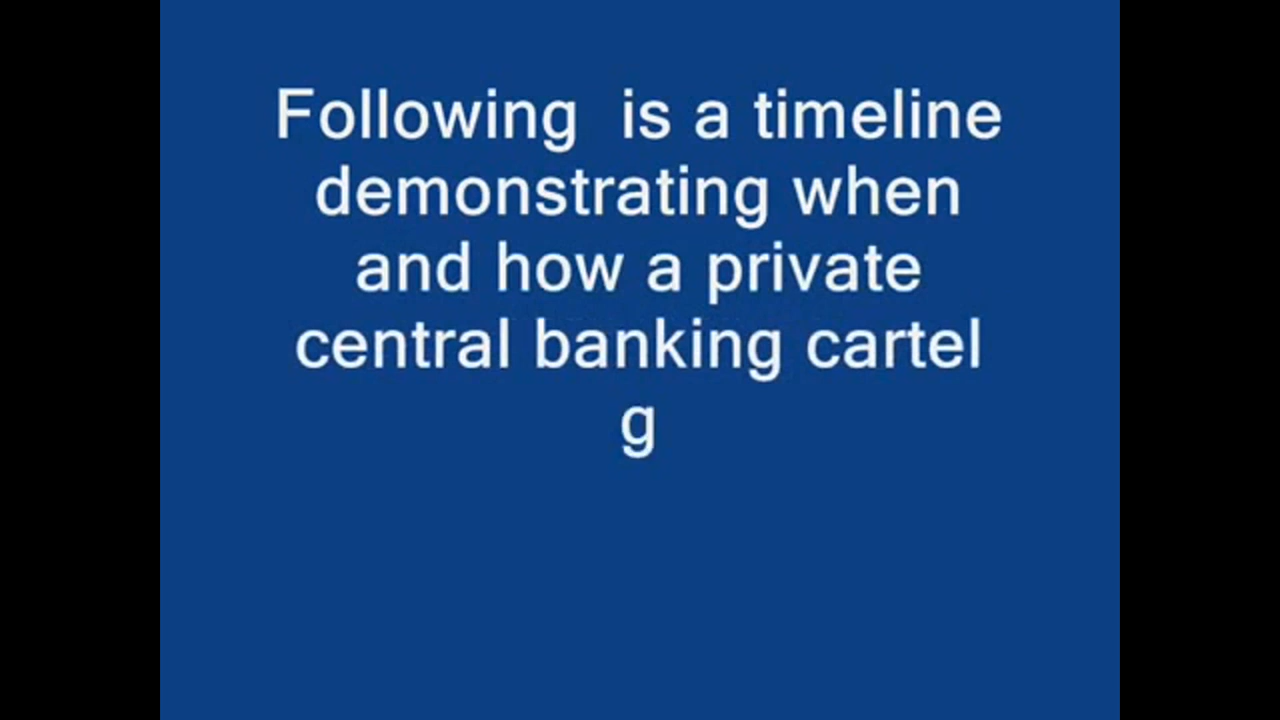 Following  is a timeline
demonstrating when
and how a private
central banking cartel
g